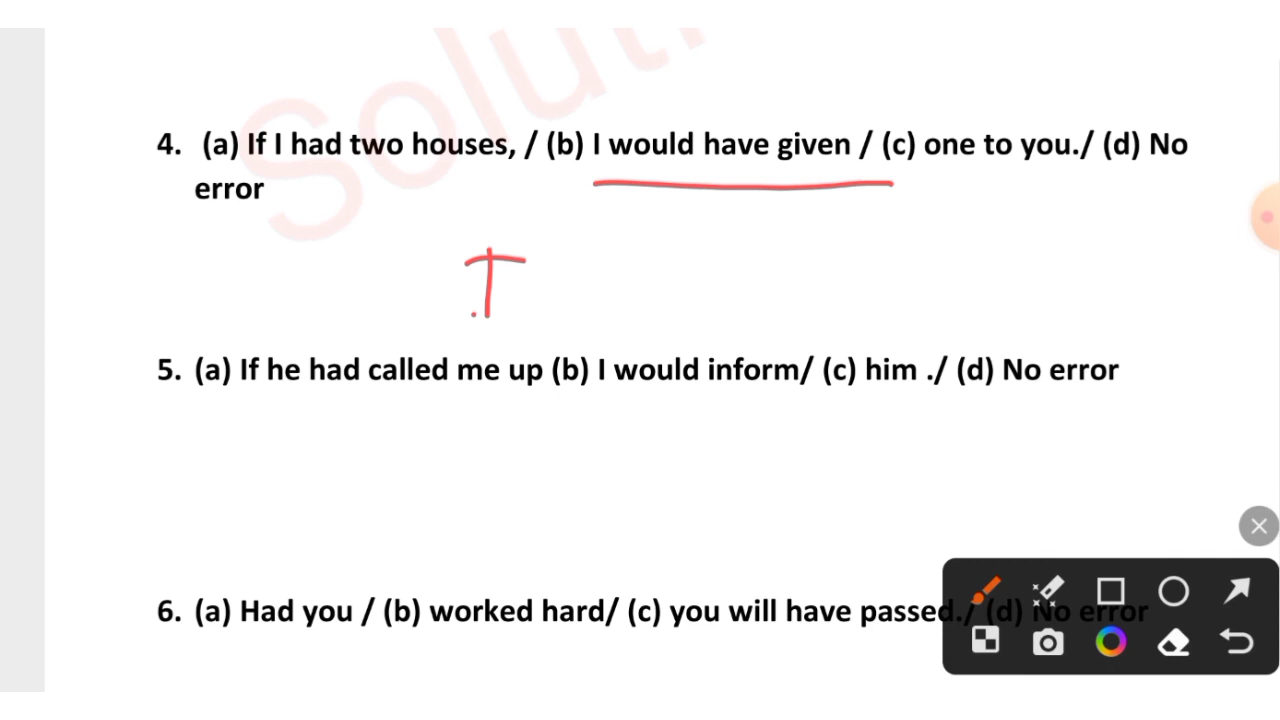 Soluti
4. (a) If I had two houses, / (b) I would have given / (c) one to you./ (d) No
error
I
5. (a) If he had called me up (b) I would inform/ (c) him ./ (d) No error
6. (a) Had you / (b) worked hard/ (c) you will have passed./ (d) No error